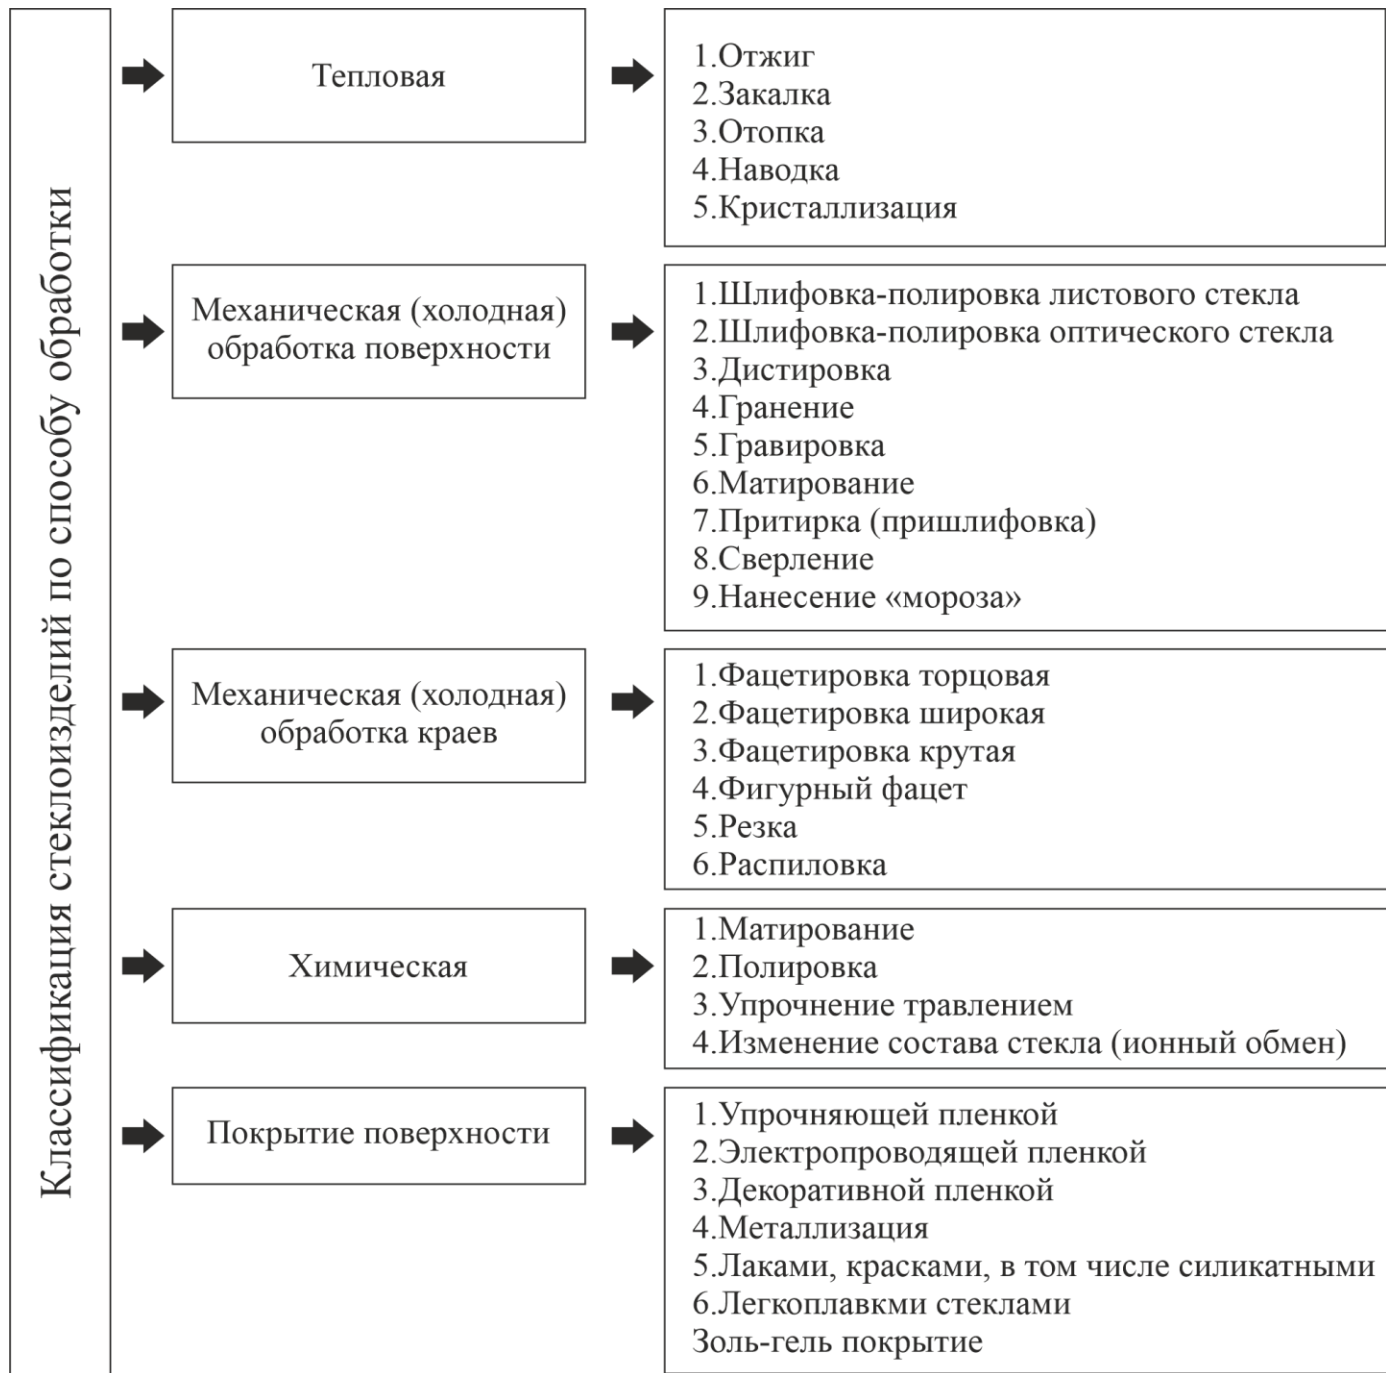 Классификация стеклоизделий по способу обработки
Тепловая
1.Отжиг
2.Закалка
3.Отопка
4.Наводка
5.Кристаллизация
Механическая (холодная)
обработка поверхности
1.Шлифовка-полировка листового стекла
2.Шлифовка-полировка оптического стекла
3.Дистировка
4.Гранение
5.Гравировка
6.Матирование
7.Притирка (пришлифовка)
8.Сверление
9.Нанесение «мороза»
Механическая (холодная)
обработка краев
1.Фацетировка торцовая
2.Фацетировка широкая
3.Фацетировка крутая
4.Фигурный фацет
5.Резка
6.Распиловка
Химическая
1.Матирование
2.Полировка
3.Упрочнение травлением
4.Изменение состава стекла (ионный обмен)
Покрытие поверхности
1.Упрочняющей пленкой
2.Электропроводящей пленкой
3.Декоративной пленкой
4.Металлизация
5.Лаками, красками, в том числе силикатными
6.Легкоплавкми стеклами
Золь-гель покрытие